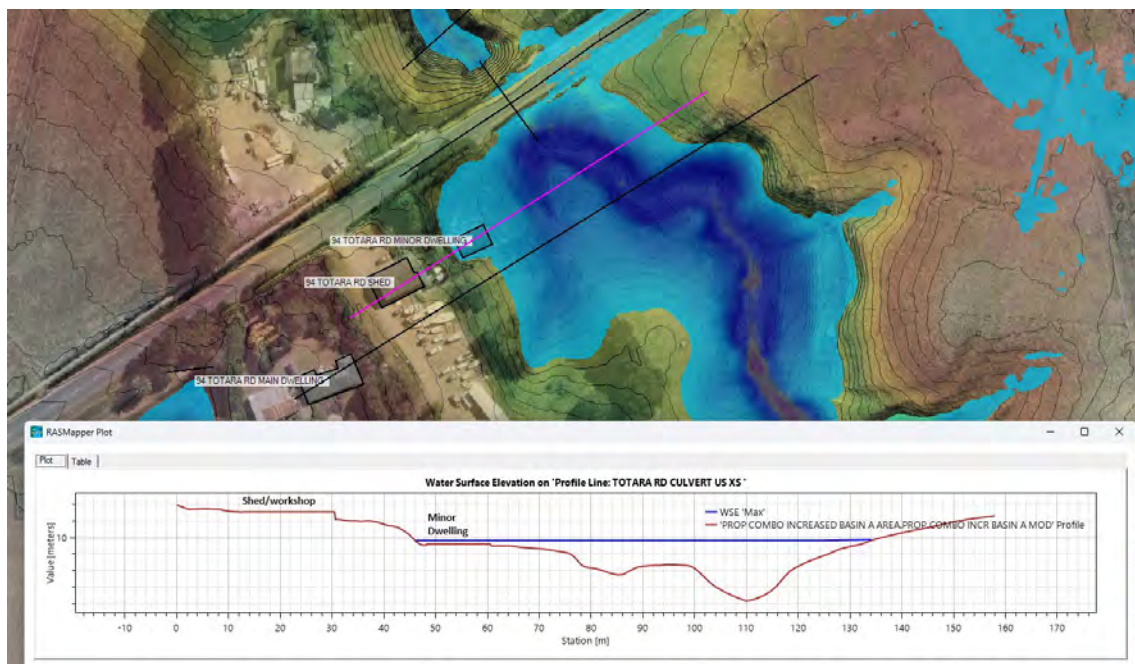 94 TOTARA RD MINOR DWELLING
94 TOTARA RD SHED
94 TOTARA RD MAIN DWELLING
RASMapper Plot
Plot Table
Water Surface Elevation on 'Profile Line: TOTARA RD CULVERT US XS '
Shed/workshop
Minor
Dwelling
WSE 'Max'
'PROP COMBO INCREASED BASIN A AREA,PROP COMBO INCR BASIN A MOD' Profile
Value [meters]
10
-10 0 10 20 30 40 50 60 70 80 90 100 110 120 130 140 150 160 170
Station [m]